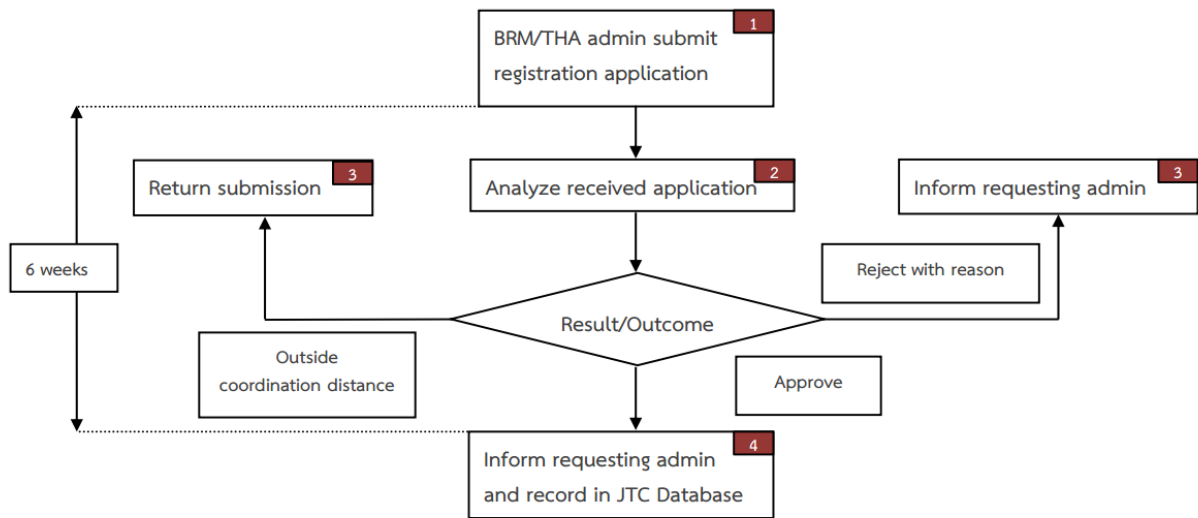 1
BRM/THA admin submit
registration application
3
Return submission
2
Analyze received application
3
Inform requesting admin
6 weeks
Reject with reason
Result/Outcome
Outside
coordination distance
Approve
4
Inform requesting admin
and record in JTC Database